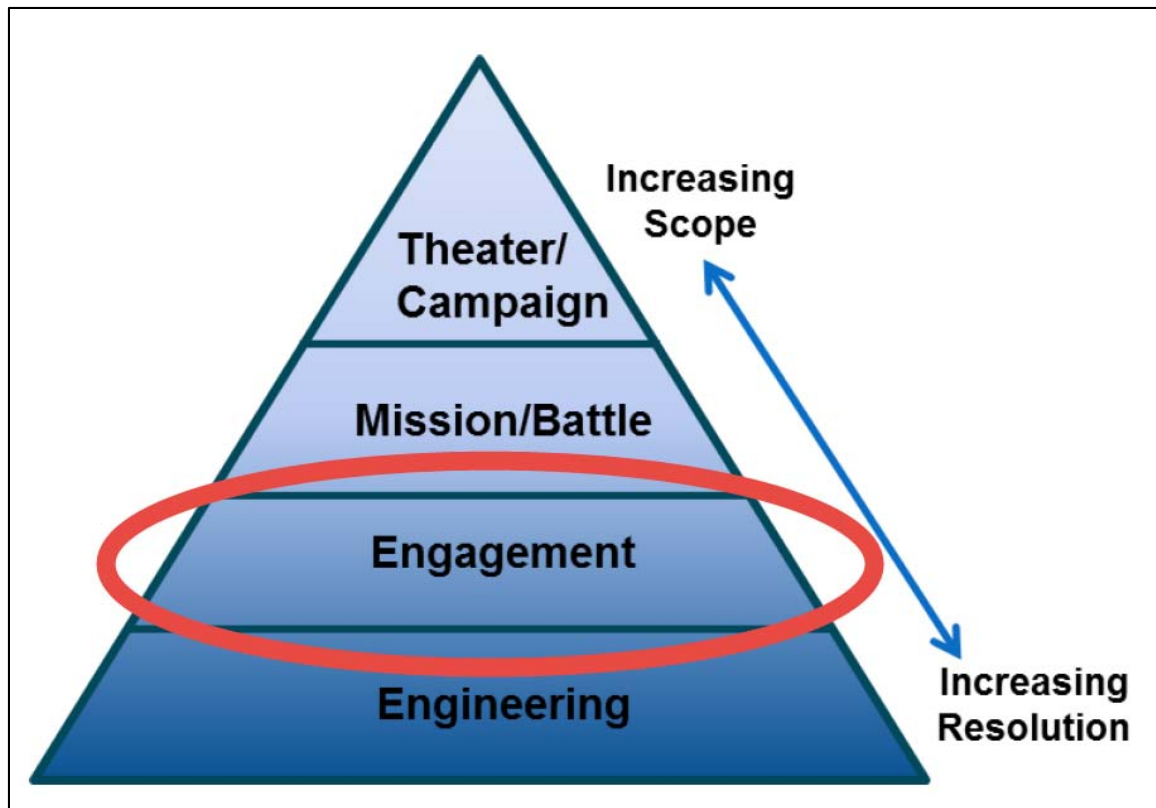 Increasing
Scope
Theater/
Campaign
Mission/Battle
Engagement
Engineering
Increasing
Resolution